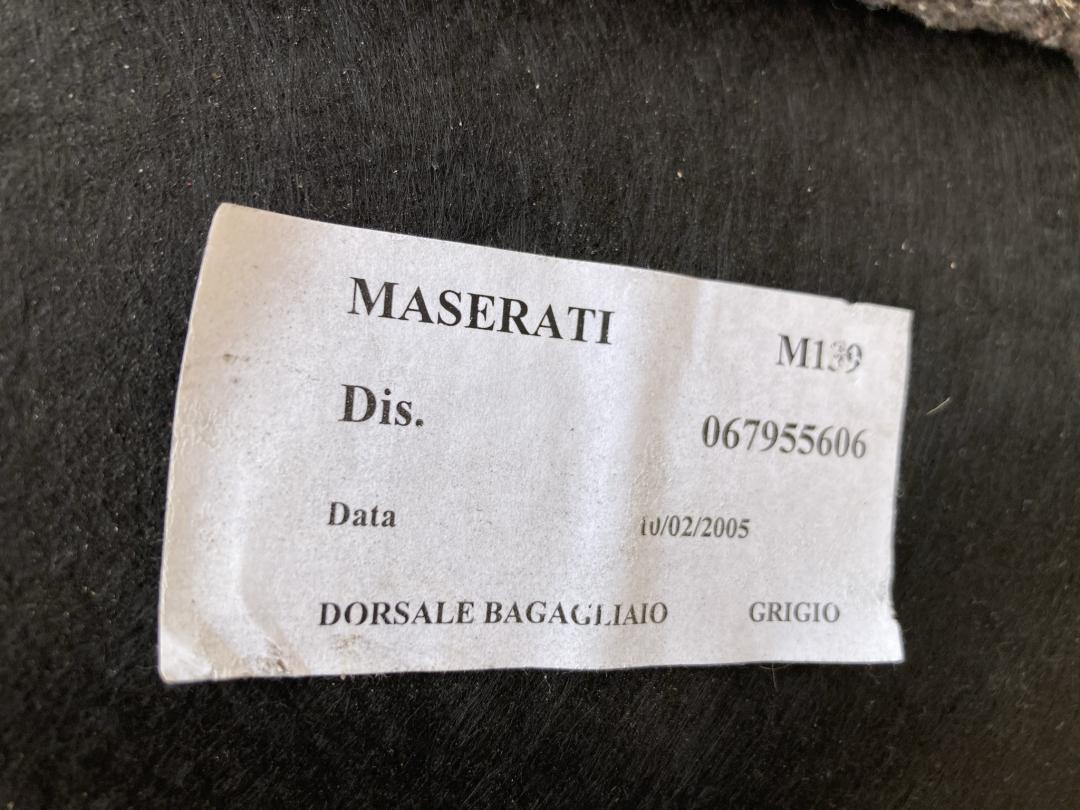 MASERATI M139
Dis. 067955606
Data 10/02/2005
DORSALE BAGAGLIAIO GRIGIO